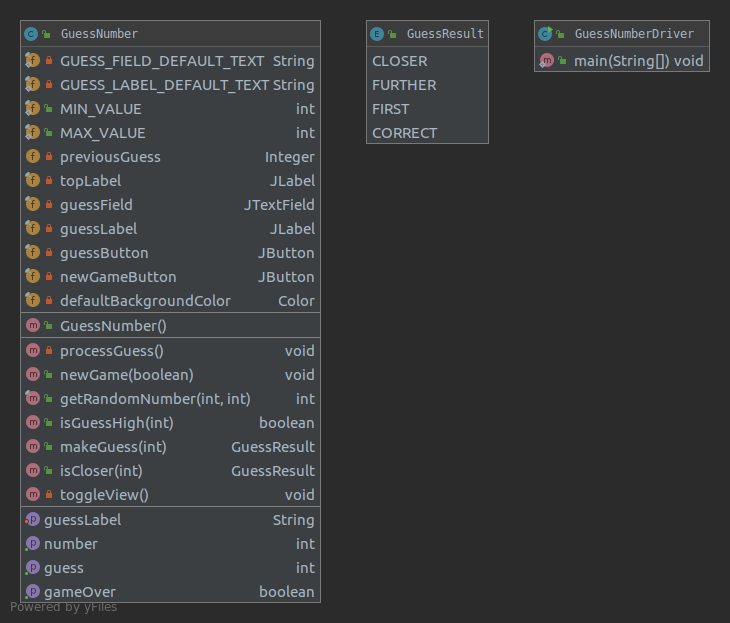 GuessNumber
GUESS_FIELD_DEFAULT_TEXT String
GUESS_LABEL_DEFAULT_TEXT String
MIN_VALUE int
MAX_VALUE int
previousGuess Integer
topLabel JLabel
guessField JTextField
guessLabel JLabel
guessButton JButton
newGameButton JButton
defaultBackgroundColor Color
GuessNumber()
processGuess() void
newGame(boolean) void
getRandomNumber(int, int) int
isGuessHigh(int) boolean
makeGuess(int) GuessResult
isCloser(int) GuessResult
toggleView() void
guessLabel String
number int
guess int
gameOver boolean
Powered by yFiles
GuessResult
CLOSER
FURTHER
FIRST
CORRECT
GuessNumberDriver
main(String[]) void